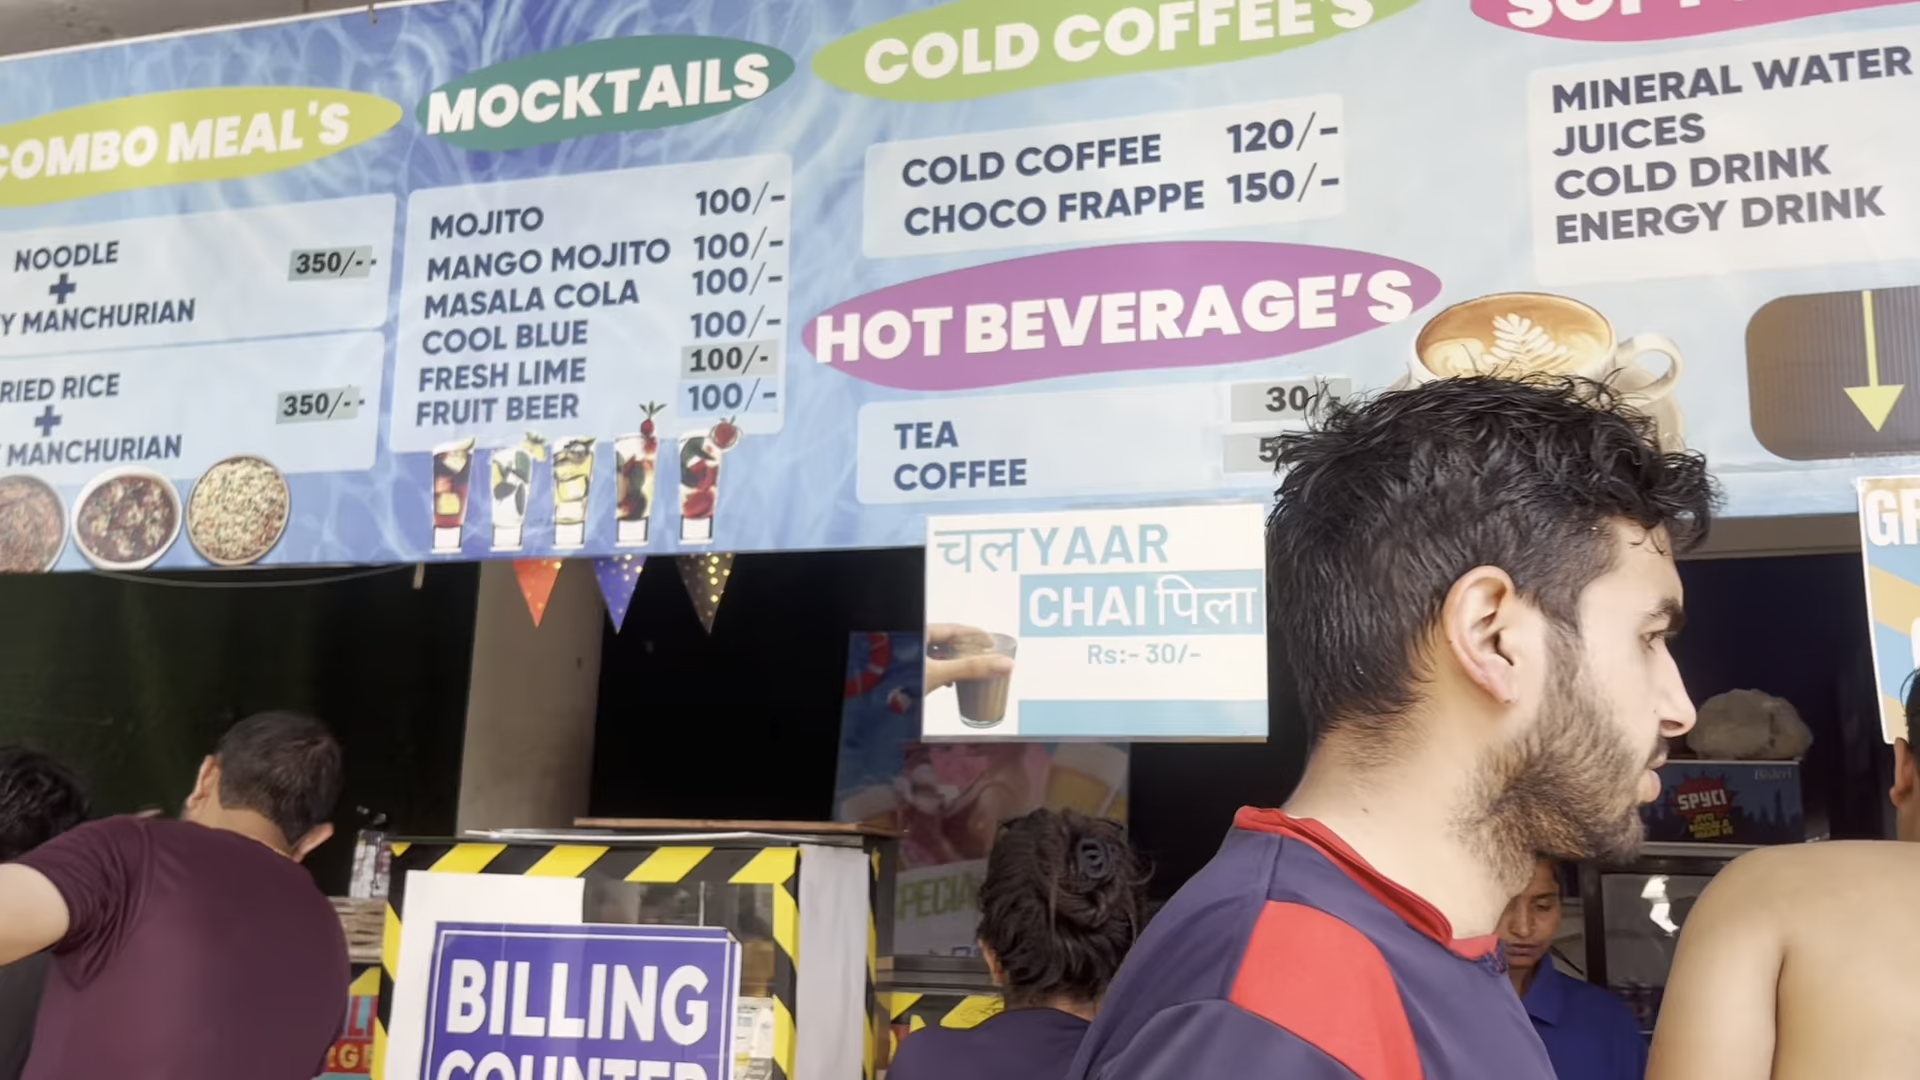 COMBO MEAL'S
NOODLE
+
Y MANCHURIAN
350/-
RIED RICE
+
MANCHURIAN
350/-
MOCKTAILS
MOJITO 100/-
MANGO MOJITO 100/-
MASALA COLA 100/-
COOL BLUE 100/-
FRESH LIME 100/-
FRUIT BEER 100/-
COLD COFFEE'S
COLD COFFEE 120/-
CHOCO FRAPPE 150/-
HOT BEVERAGE'S
TEA 30/-
COFFEE
MINERAL WATER
JUICES
COLD DRINK
ENERGY DRINK
चल YAAR
CHAI पिला
Rs:- 30/-
BILLING
COUNTER
SPYCI